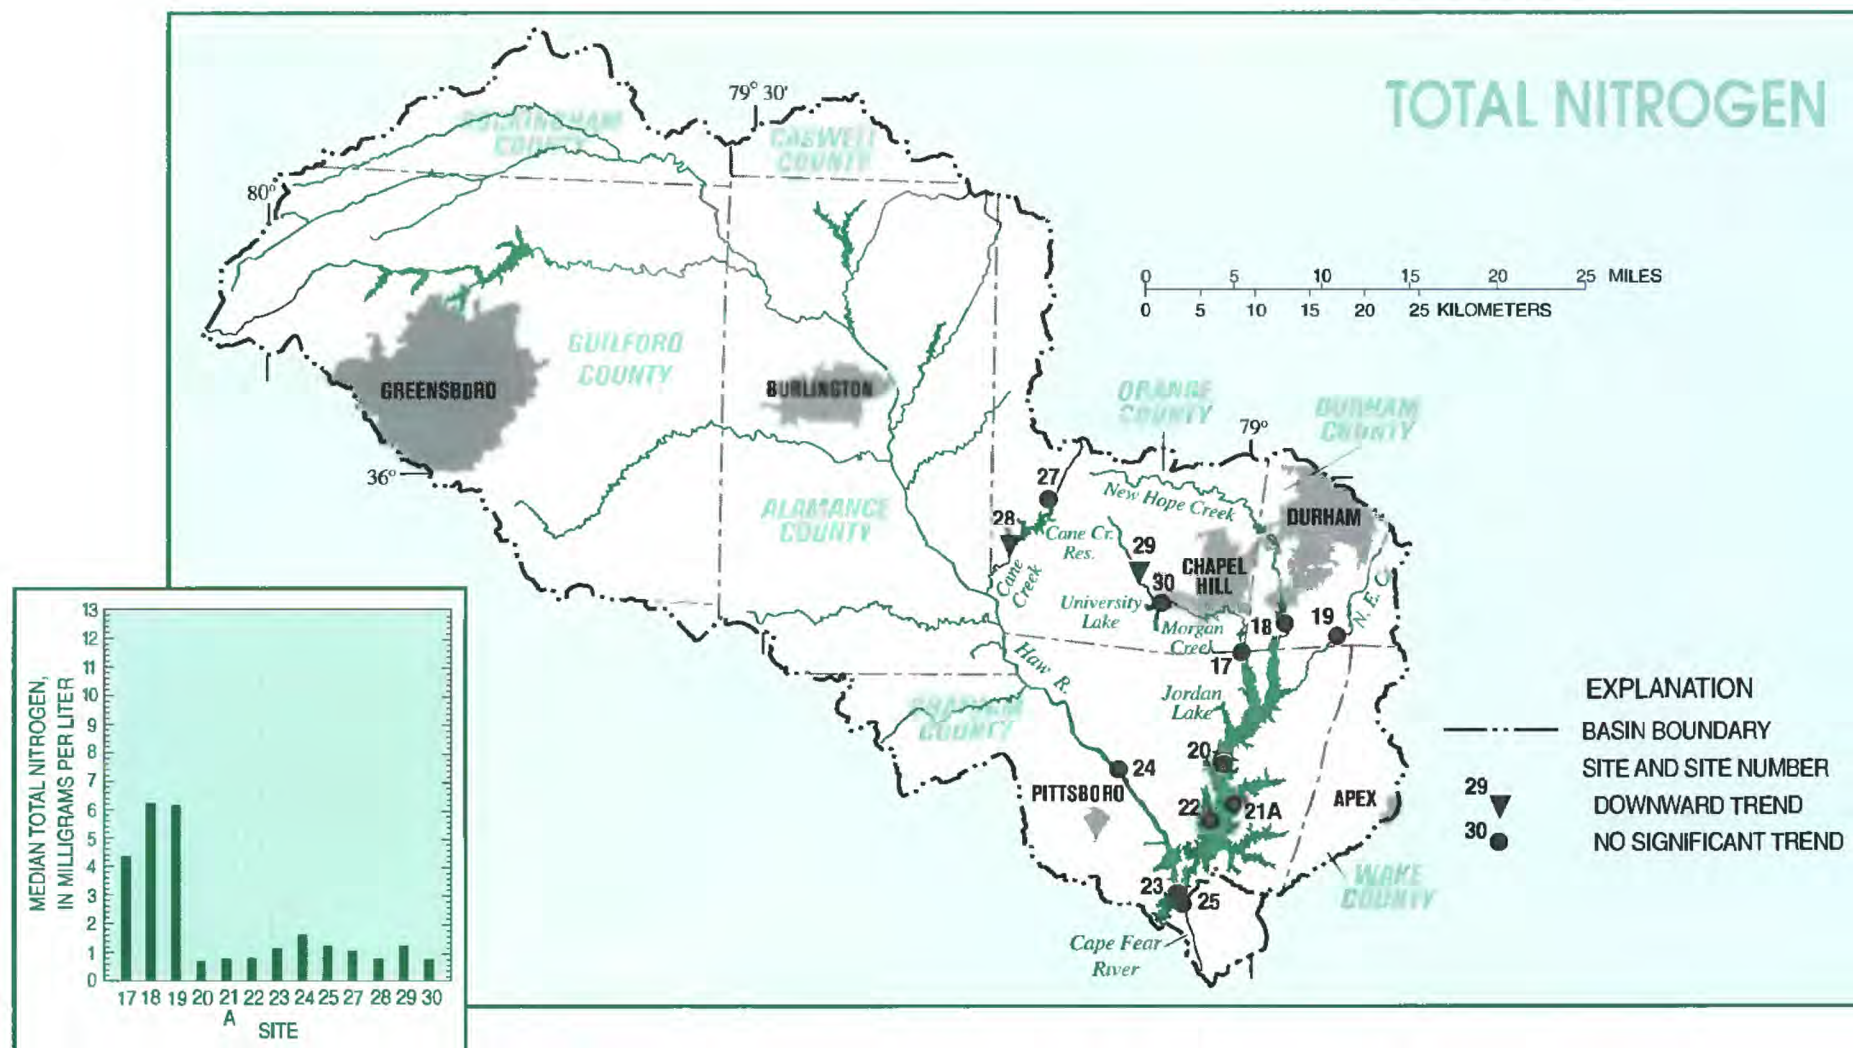 TOTAL NITROGEN
79° 30'
ROCKINGHAM
COUNTY
CASWELL
COUNTY
80°
0 5 10 15 20 25 MILES
0 5 10 15 20 25 KILOMETERS
GUILFORD
COUNTY
GREENSBORO
BURLINGTON
ORANGE
COUNTY
DURHAM
COUNTY
79°
36°
27
New Hope Creek
ALAMANCE
COUNTY
28
DURHAM
Cane Cr.
Res.
29
CHAPEL
HILL
Cane
Creek
30
N. E. C.
University
Lake
Morgan
Creek
18
19
17
Haw R.
Jordan
Lake
CHATHAM
COUNTY
20
24
PITTSBORO
22
21A
APEX
WAKE
COUNTY
23
25
Cape Fear
River
EXPLANATION
BASIN BOUNDARY
SITE AND SITE NUMBER
29
DOWNWARD TREND
30
NO SIGNIFICANT TREND
MEDIAN TOTAL NITROGEN,
IN MILLIGRAMS PER LITER
13
12
11
10
9
8
7
6
5
4
3
2
1
0
17 18 19 20 21 22 23 24 25 27 28 29 30
A
SITE